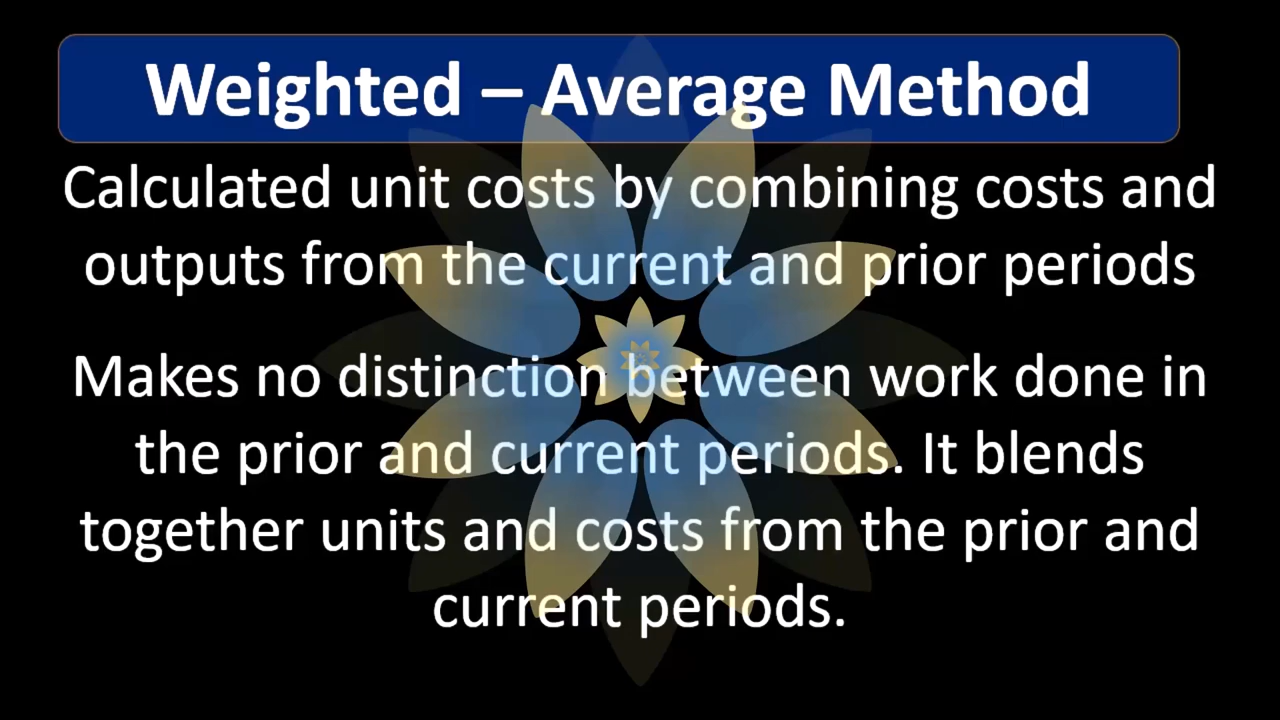 Weighted – Average Method
Calculated unit costs by combining costs and
outputs from the current and prior periods
Makes no distinction between work done in
the prior and current periods. It blends
together units and costs from the prior and
current periods.